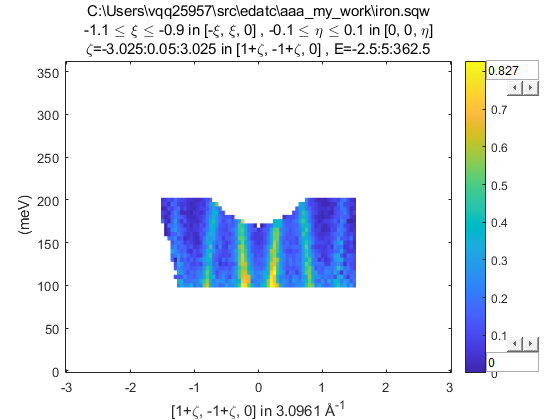 C:\Users\vqq25957\src\edatc\aaa_my_work\iron.sqw
-1.1 ≤ ξ ≤ -0.9 in [-ξ, ξ, 0] , -0.1 ≤ η ≤ 0.1 in [0, 0, η]
ζ=-3.025:0.05:3.025 in [1+ζ, -1+ζ, 0] , E=-2.5:5:362.5
350
300
250
200
150
100
50
0
(meV)
-3 -2 -1 0 1 2 3
[1+ζ, -1+ζ, 0] in 3.0961 Å-1
0.827
0.7
0.6
0.5
0.4
0.3
0.2
0.1
0